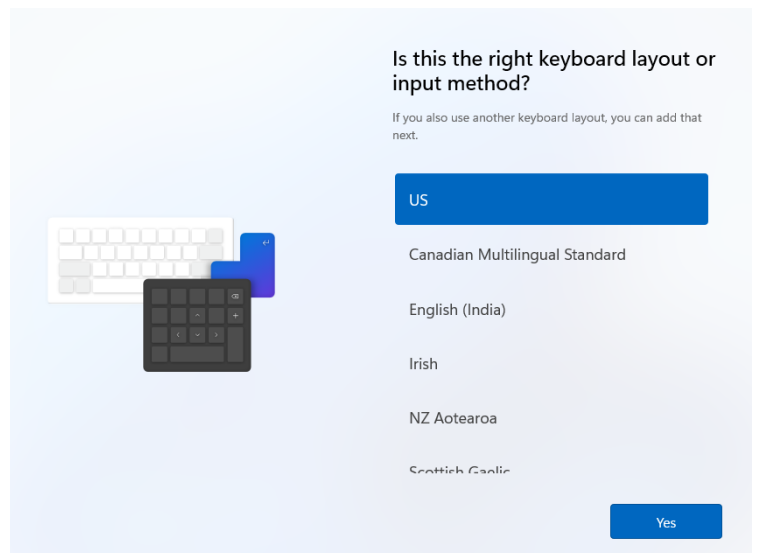 Is this the right keyboard layout or
input method?
If you also use another keyboard layout, you can add that
next.
US
Canadian Multilingual Standard
English (India)
Irish
NZ Aotearoa
Scottish Gaelic
Yes